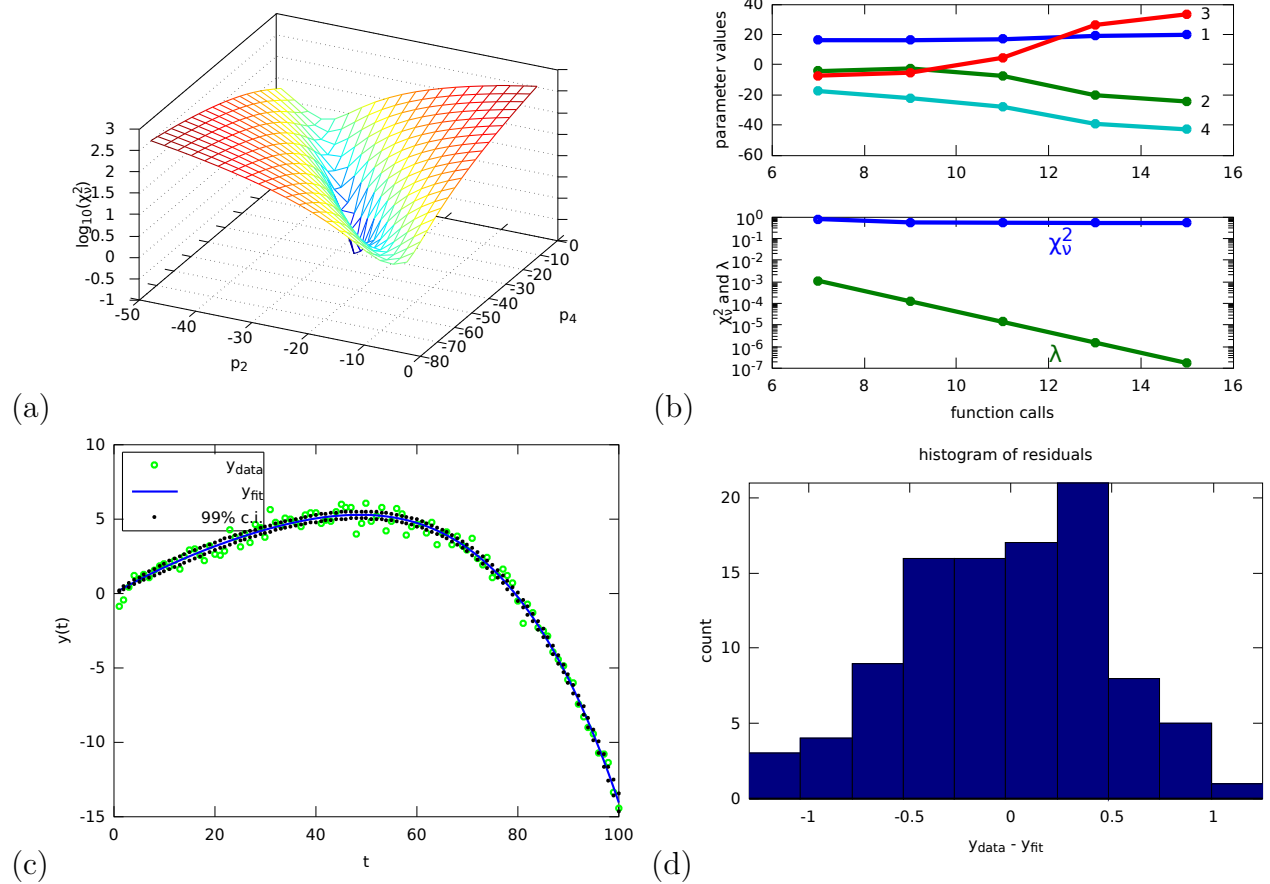 3
2.5
2
1.5
1
0.5
0
-0.5
-1
log10(χ²ν)
-50
-40
-30
-20
-10
0
p2
-80
-70
-60
-50
-40
-30
-20
-10
0
p4
(a)
40
20
0
-20
-40
-60
parameter values
3
1
2
4
6 8 10 12 14 16
10^0
10^-1
10^-2
10^-3
10^-4
10^-5
10^-6
10^-7
χ²ν and λ
χ²ν
λ
6 8 10 12 14 16
function calls
(b)
10
5
0
-5
-10
-15
y(t)
ydata
yfit
99% c.i.
0 20 40 60 80 100
t
(c)
histogram of residuals
20
15
10
5
0
count
-1 -0.5 0 0.5 1
ydata - yfit
(d)